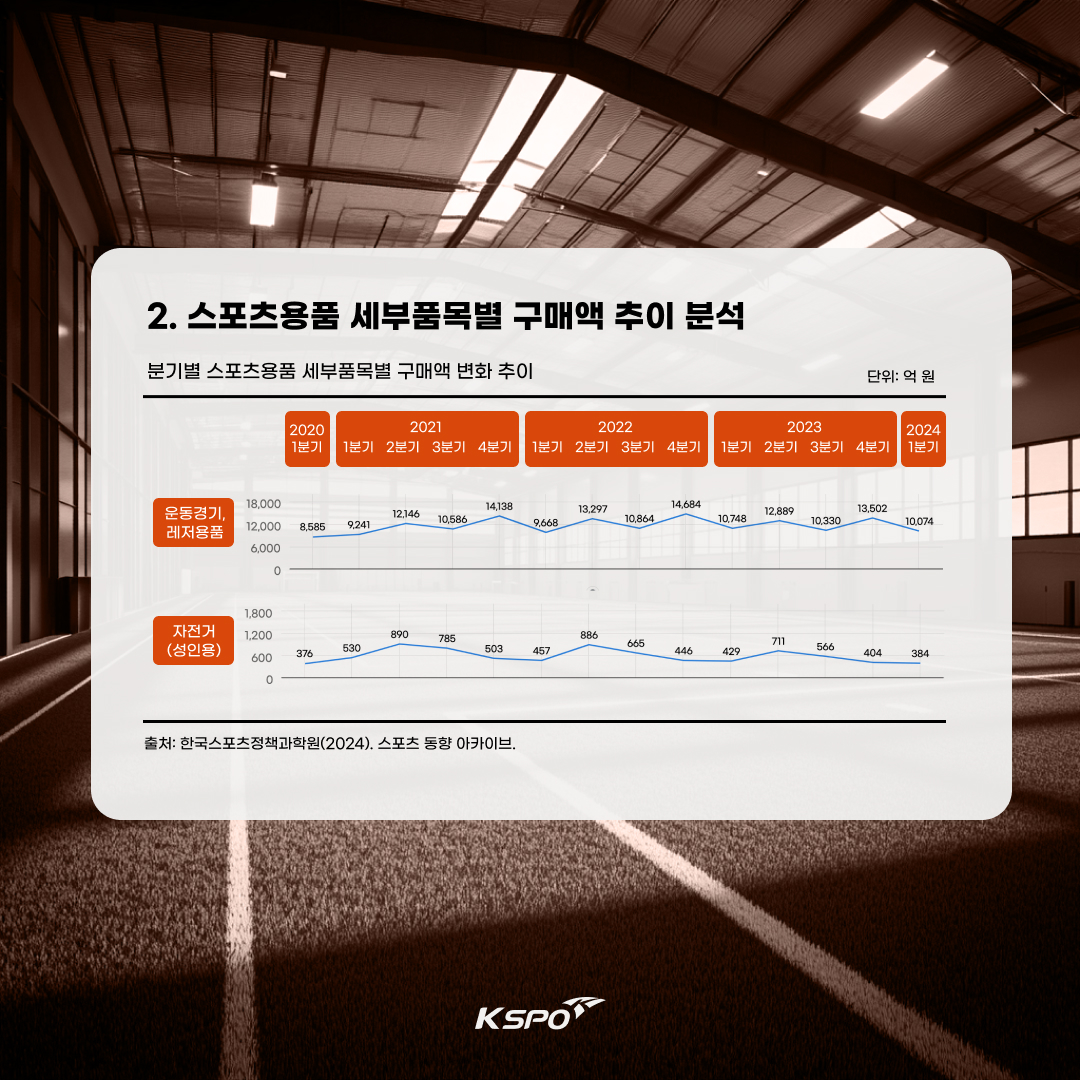 2. 스포츠용품 세부품목별 구매액 추이 분석
분기별 스포츠용품 세부품목별 구매액 변화 추이
단위: 억 원
2020 2021 2022 2023 2024
1분기 1분기 2분기 3분기 4분기 1분기 2분기 3분기 4분기 1분기 2분기 3분기 4분기 1분기
운동경기,
레저용품
18,000
12,000
6,000
0
8,585 9,241 12,146 10,586 14,138 9,668 13,297 10,864 14,684 10,748 12,889 10,330 13,502 10,074
자전거
(성인용)
1,800
1,200
600
0
376 530 890 785 503 457 886 665 446 429 711 566 404 384
출처: 한국스포츠정책과학원(2024). 스포츠 동향 아카이브.
KSPO